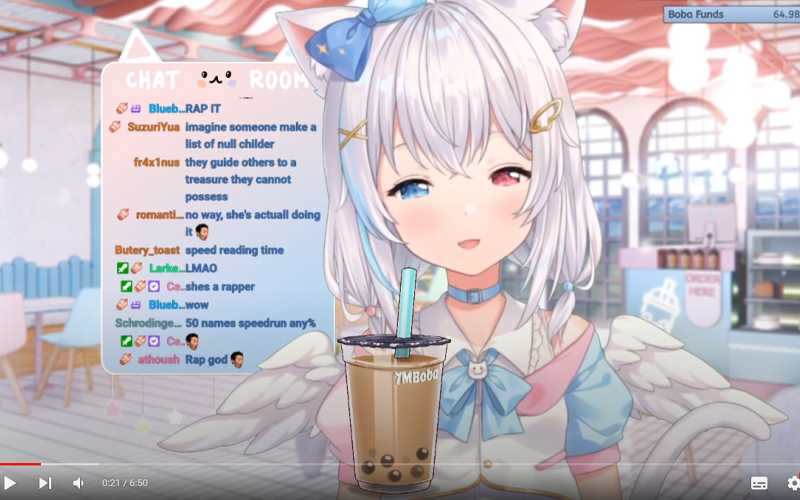 Boba Funds 64.98
CHAT ROOM
Blueb... RAP IT
SuzuriYua imagine someone make a
list of null childer
fr4x1nus they guide others to a
treasure they cannot
possess
romanti... no way, she's actuall doing
it
Butery_toast speed reading time
Larke... LMAO
Ca... shes a rapper
Blueb... wow
Schrodinge... 50 names speedrun any%
Ca...
athoush Rap god
7MBoba
ORDER
HERE
0:21 / 6:50